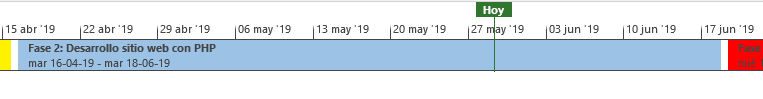 Hoy
15 abr '19 22 abr '19 29 abr '19 06 may '19 13 may '19 20 may '19 27 may '19 03 jun '19 10 jun '19 17 jun '19
Fase 2: Desarrollo sitio web con PHP Fase
mar 16-04-19 - mar 18-06-19